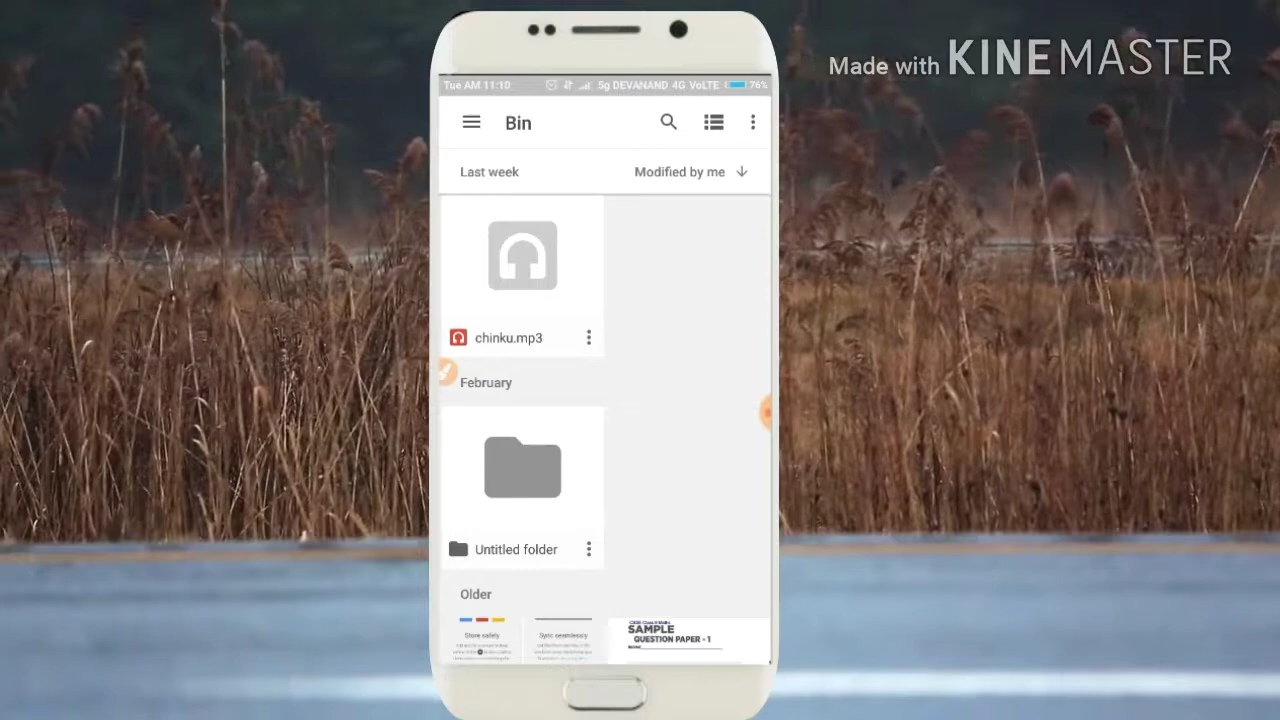 Made with KINEMASTER
Tue AM 11:10 5g DEVANAND 4G VoLTE 76%
Bin
Last week Modified by me
chinku.mp3
February
Untitled folder
Older
Store safely
Sync seamlessly
SAMPLE
QUESTION PAPER - 1